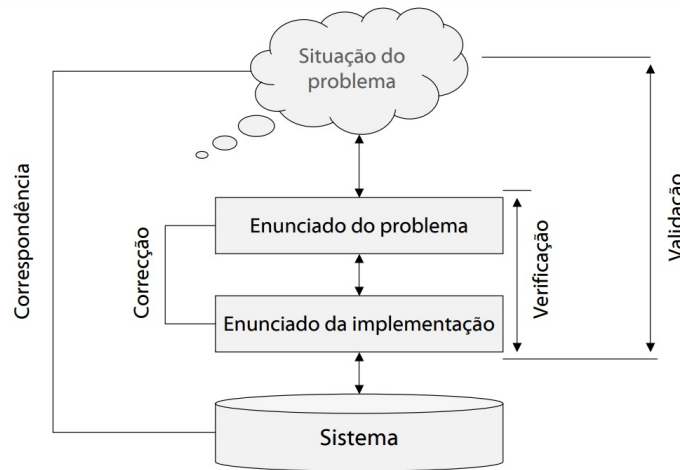 Situação do
problema
Enunciado do problema
Enunciado da implementação
Sistema
Correspondência
Correcção
Verificação
Validação